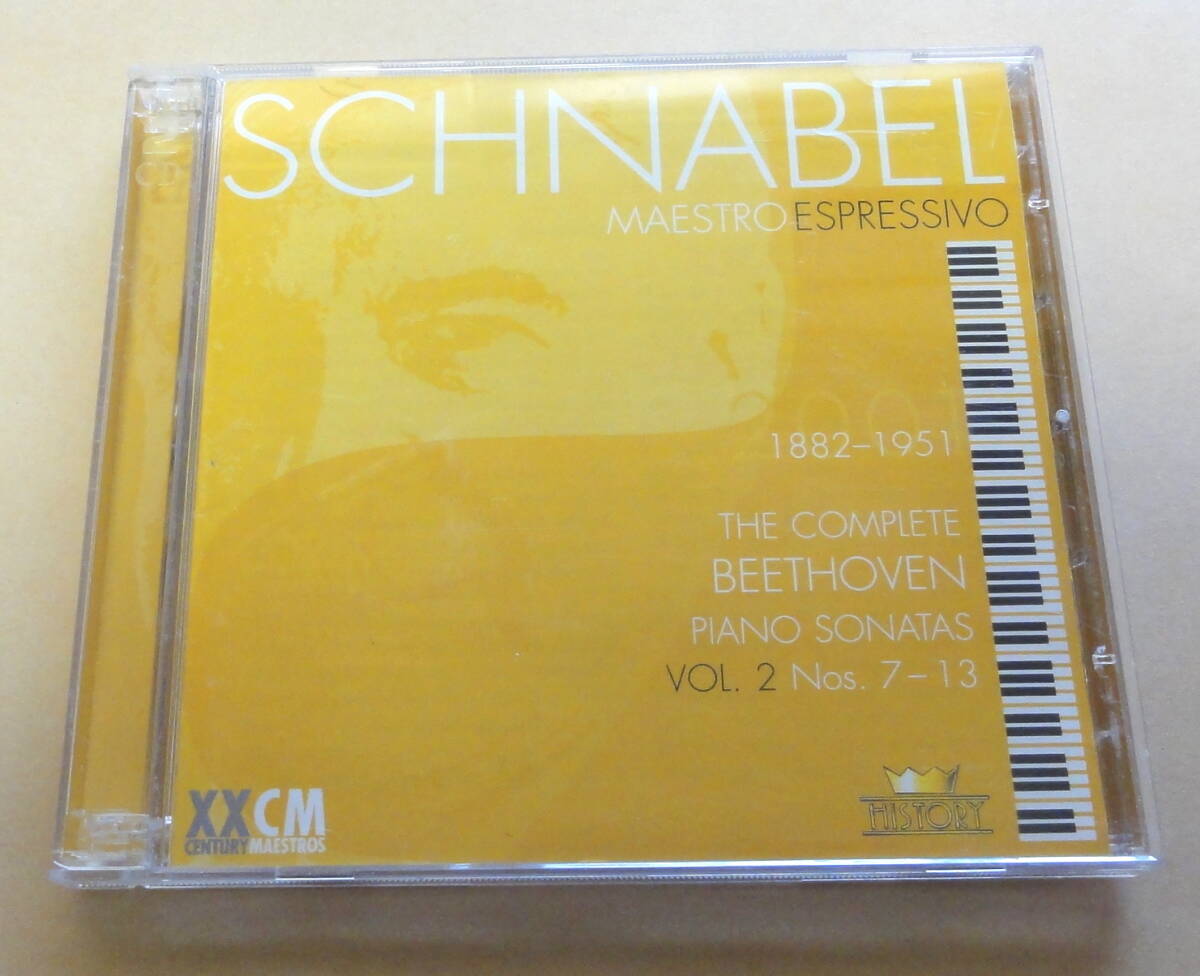 SCHNABEL
MAESTRO ESPRESSIVO
1882–1951
THE COMPLETE
BEETHOVEN
PIANO SONATAS
VOL. 2 Nos. 7–13
XXCM
CENTURY MAESTROS
HISTORY